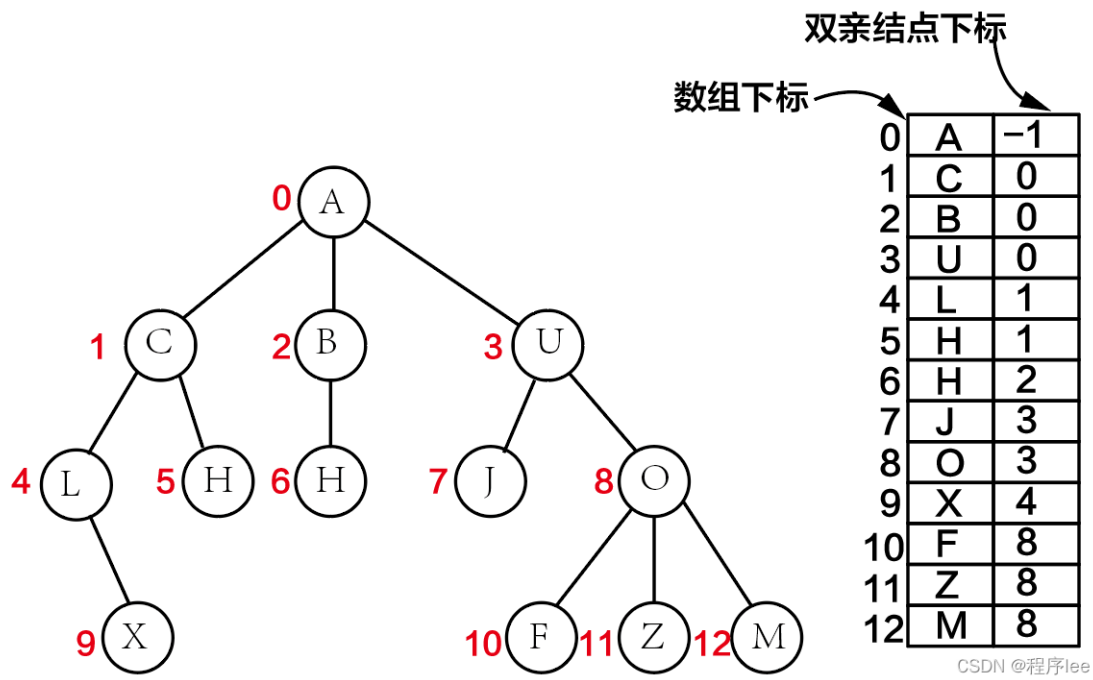 双亲结点下标
数组下标
0 A -1
1 C 0
2 B 0
3 U 0
4 L 1
5 H 1
6 H 2
7 J 3
8 O 3
9 X 4
10 F 8
11 Z 8
12 M 8
0 A
1 C 2 B 3 U
4 L 5 H 6 H 7 J 8 O
9 X 10 F 11 Z 12 M
CSDN @程序lee